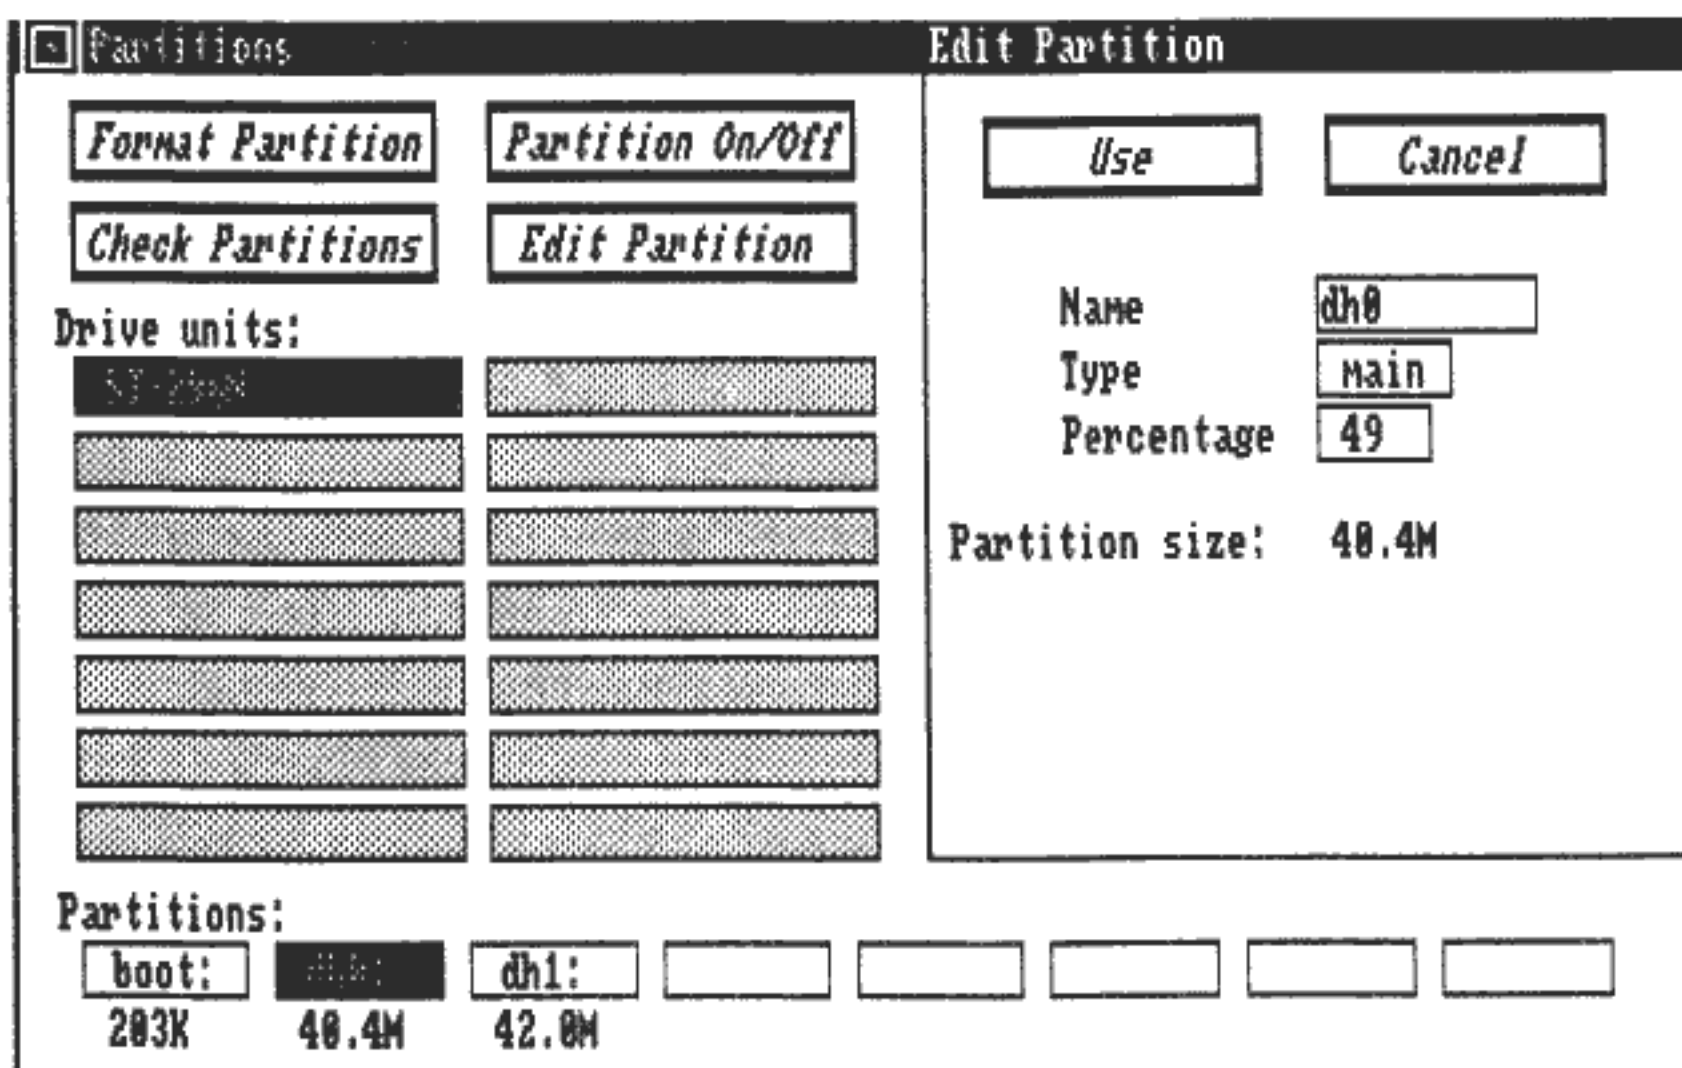 Partitions
Edit Partition
Format Partition
Partition On/Off
Check Partitions
Edit Partition
Use
Cancel
Drive units:
Name dh0
Type main
Percentage 49
Partition size: 40.4M
Partitions:
boot: dh0: dh1:
203K 40.4M 42.0M